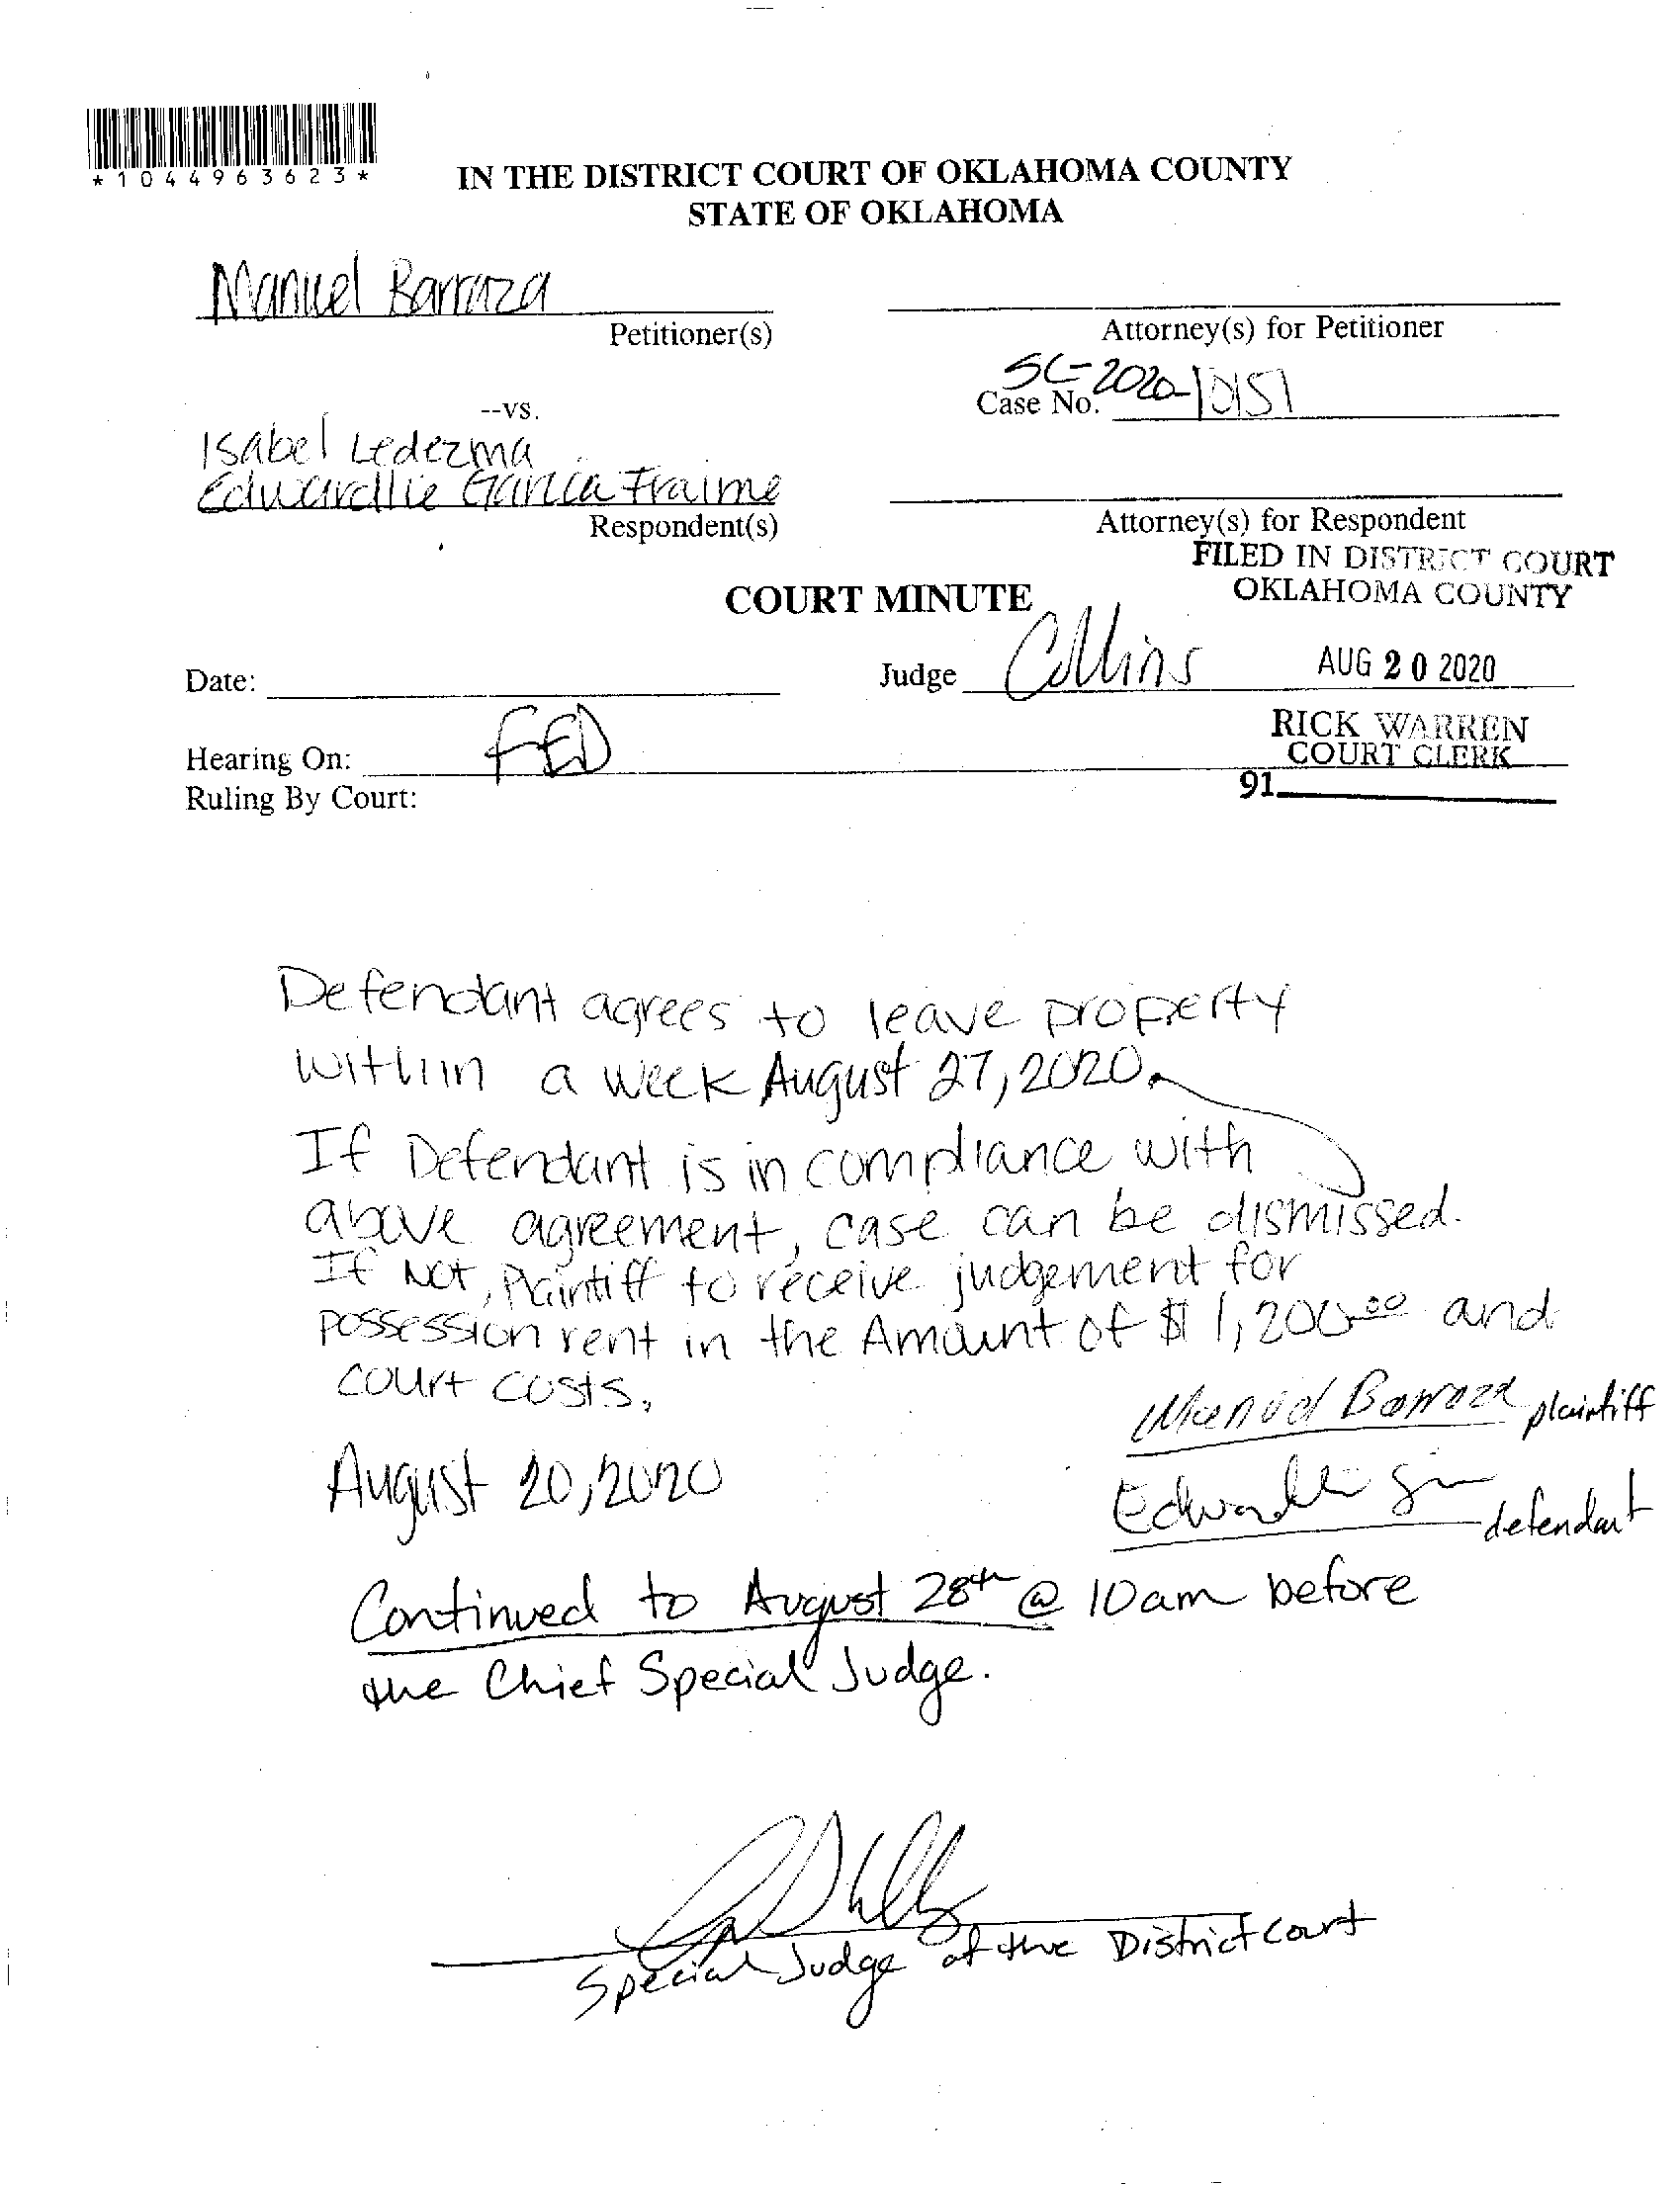 *1044963623*
IN THE DISTRICT COURT OF OKLAHOMA COUNTY
STATE OF OKLAHOMA
Manuel Barraza
Petitioner(s)
Attorney(s) for Petitioner
--vs.
Case No. SC-2020-10151
Isabel Ledezma
Edwardlie Garcia Fraime
Respondent(s)
Attorney(s) for Respondent
FILED IN DISTRICT COURT
OKLAHOMA COUNTY
COURT MINUTE
Date:
Judge Collins
AUG 20 2020
Hearing On: FED
RICK WARREN
COURT CLERK
Ruling By Court:
91
Defendant agrees to leave property
within a week August 27, 2020.
If Defendant is in compliance with
above agreement, case can be dismissed.
If Not, Plaintiff to receive judgement for
possession rent in the Amount of $1,200.00 and
court costs.
Manuel Barraza plaintiff
August 20, 2020
Edwardlie defendant
Continued to August 28th @ 10am before
the Chief Special Judge.
Special Judge of the District Court